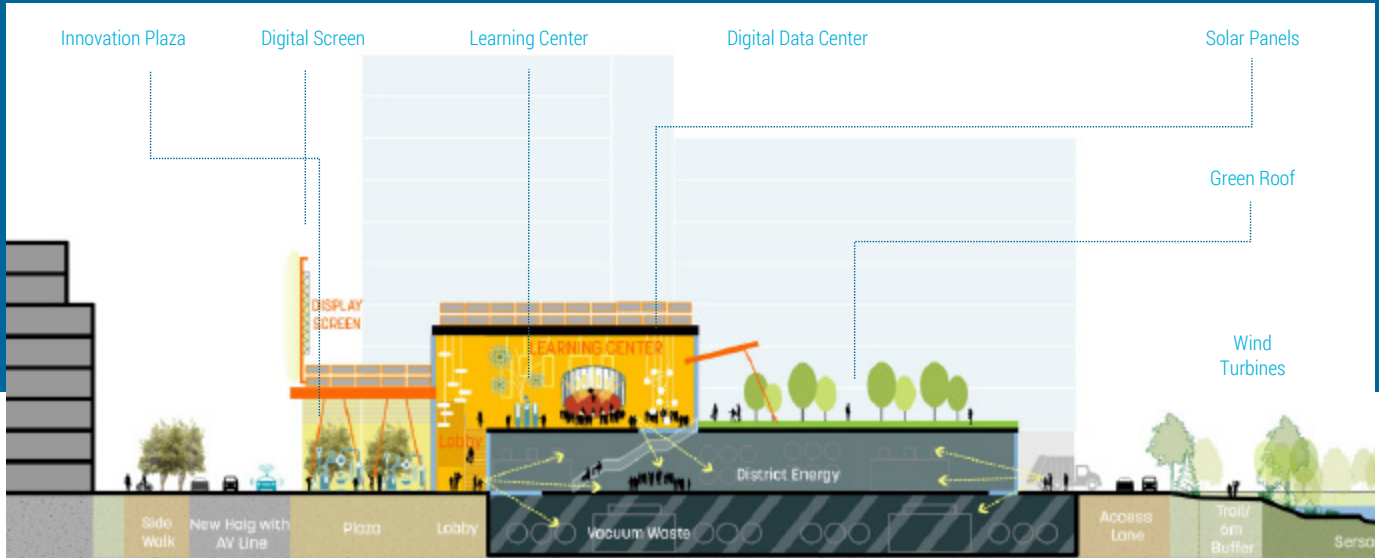 Innovation Plaza
Digital Screen
Learning Center
Digital Data Center
Solar Panels
Green Roof
Wind
Turbines
DISPLAY
SCREEN
LEARNING CENTER
Lobby
District Energy
Side
Walk
New Haig with
AV Line
Plaza
Lobby
Vacuum Waste
Access
Lane
Trail/
6m
Buffer